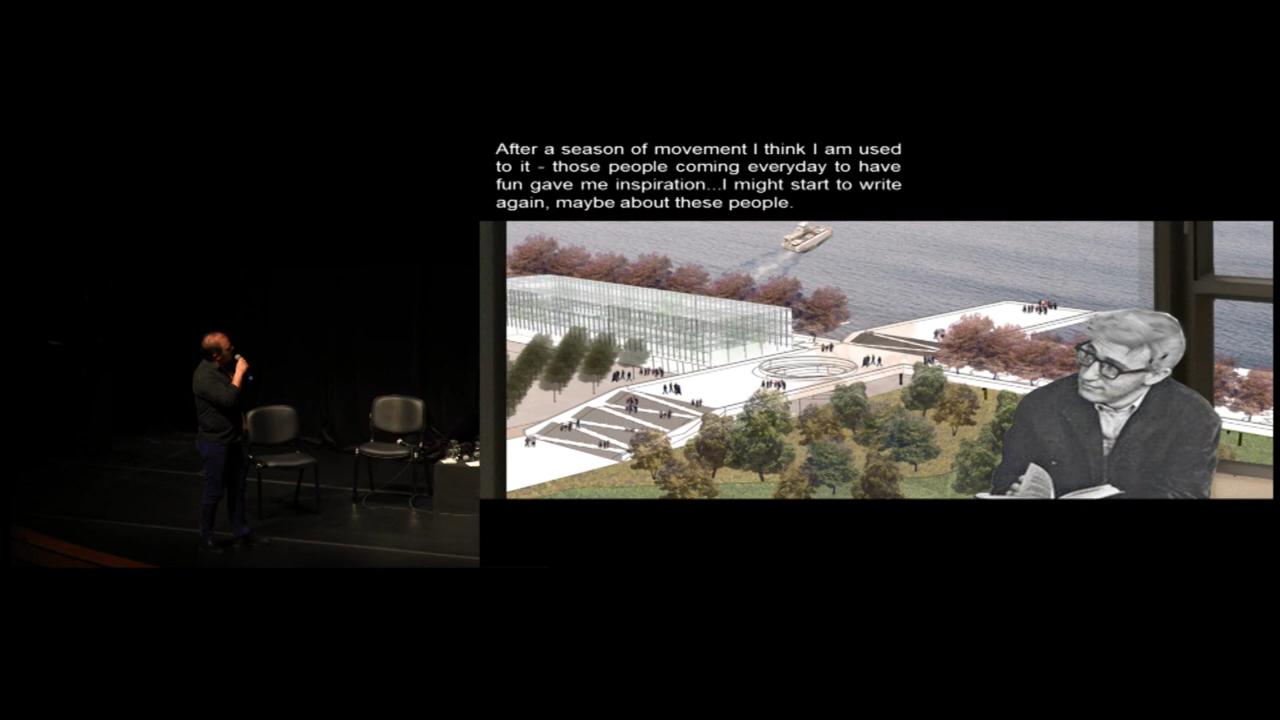 After a season of movement I think I am used
to it - those people coming everyday to have
fun gave me inspiration...I might start to write
again, maybe about these people.